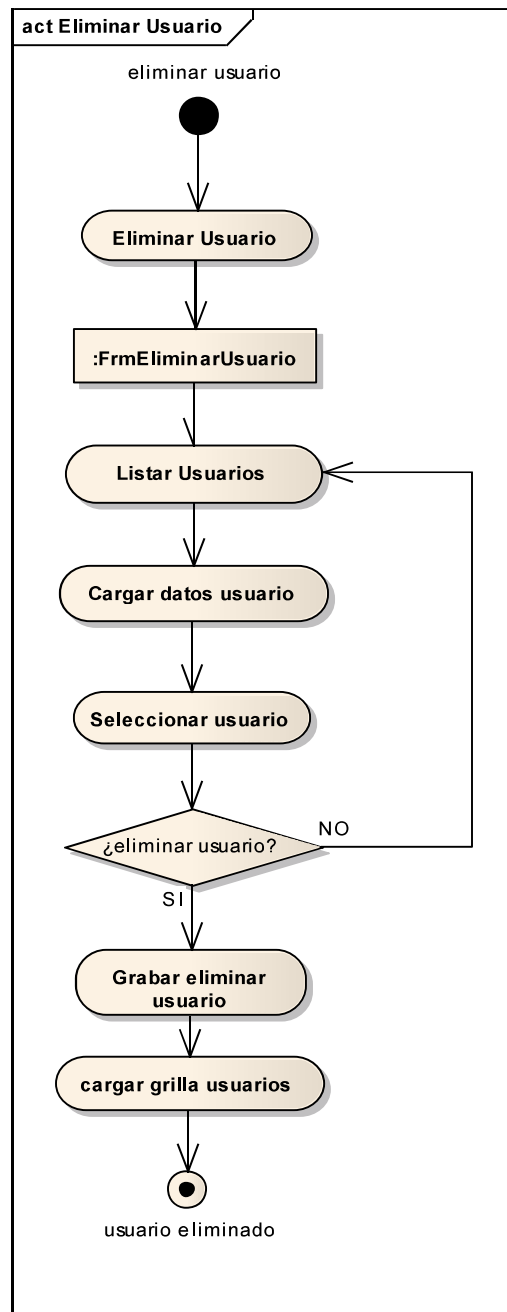 act Eliminar Usuario
eliminar usuario
Eliminar Usuario
:FrmEliminarUsuario
Listar Usuarios
Cargar datos usuario
Seleccionar usuario
¿eliminar usuario?
NO
SI
Grabar eliminar
usuario
cargar grilla usuarios
usuario eliminado